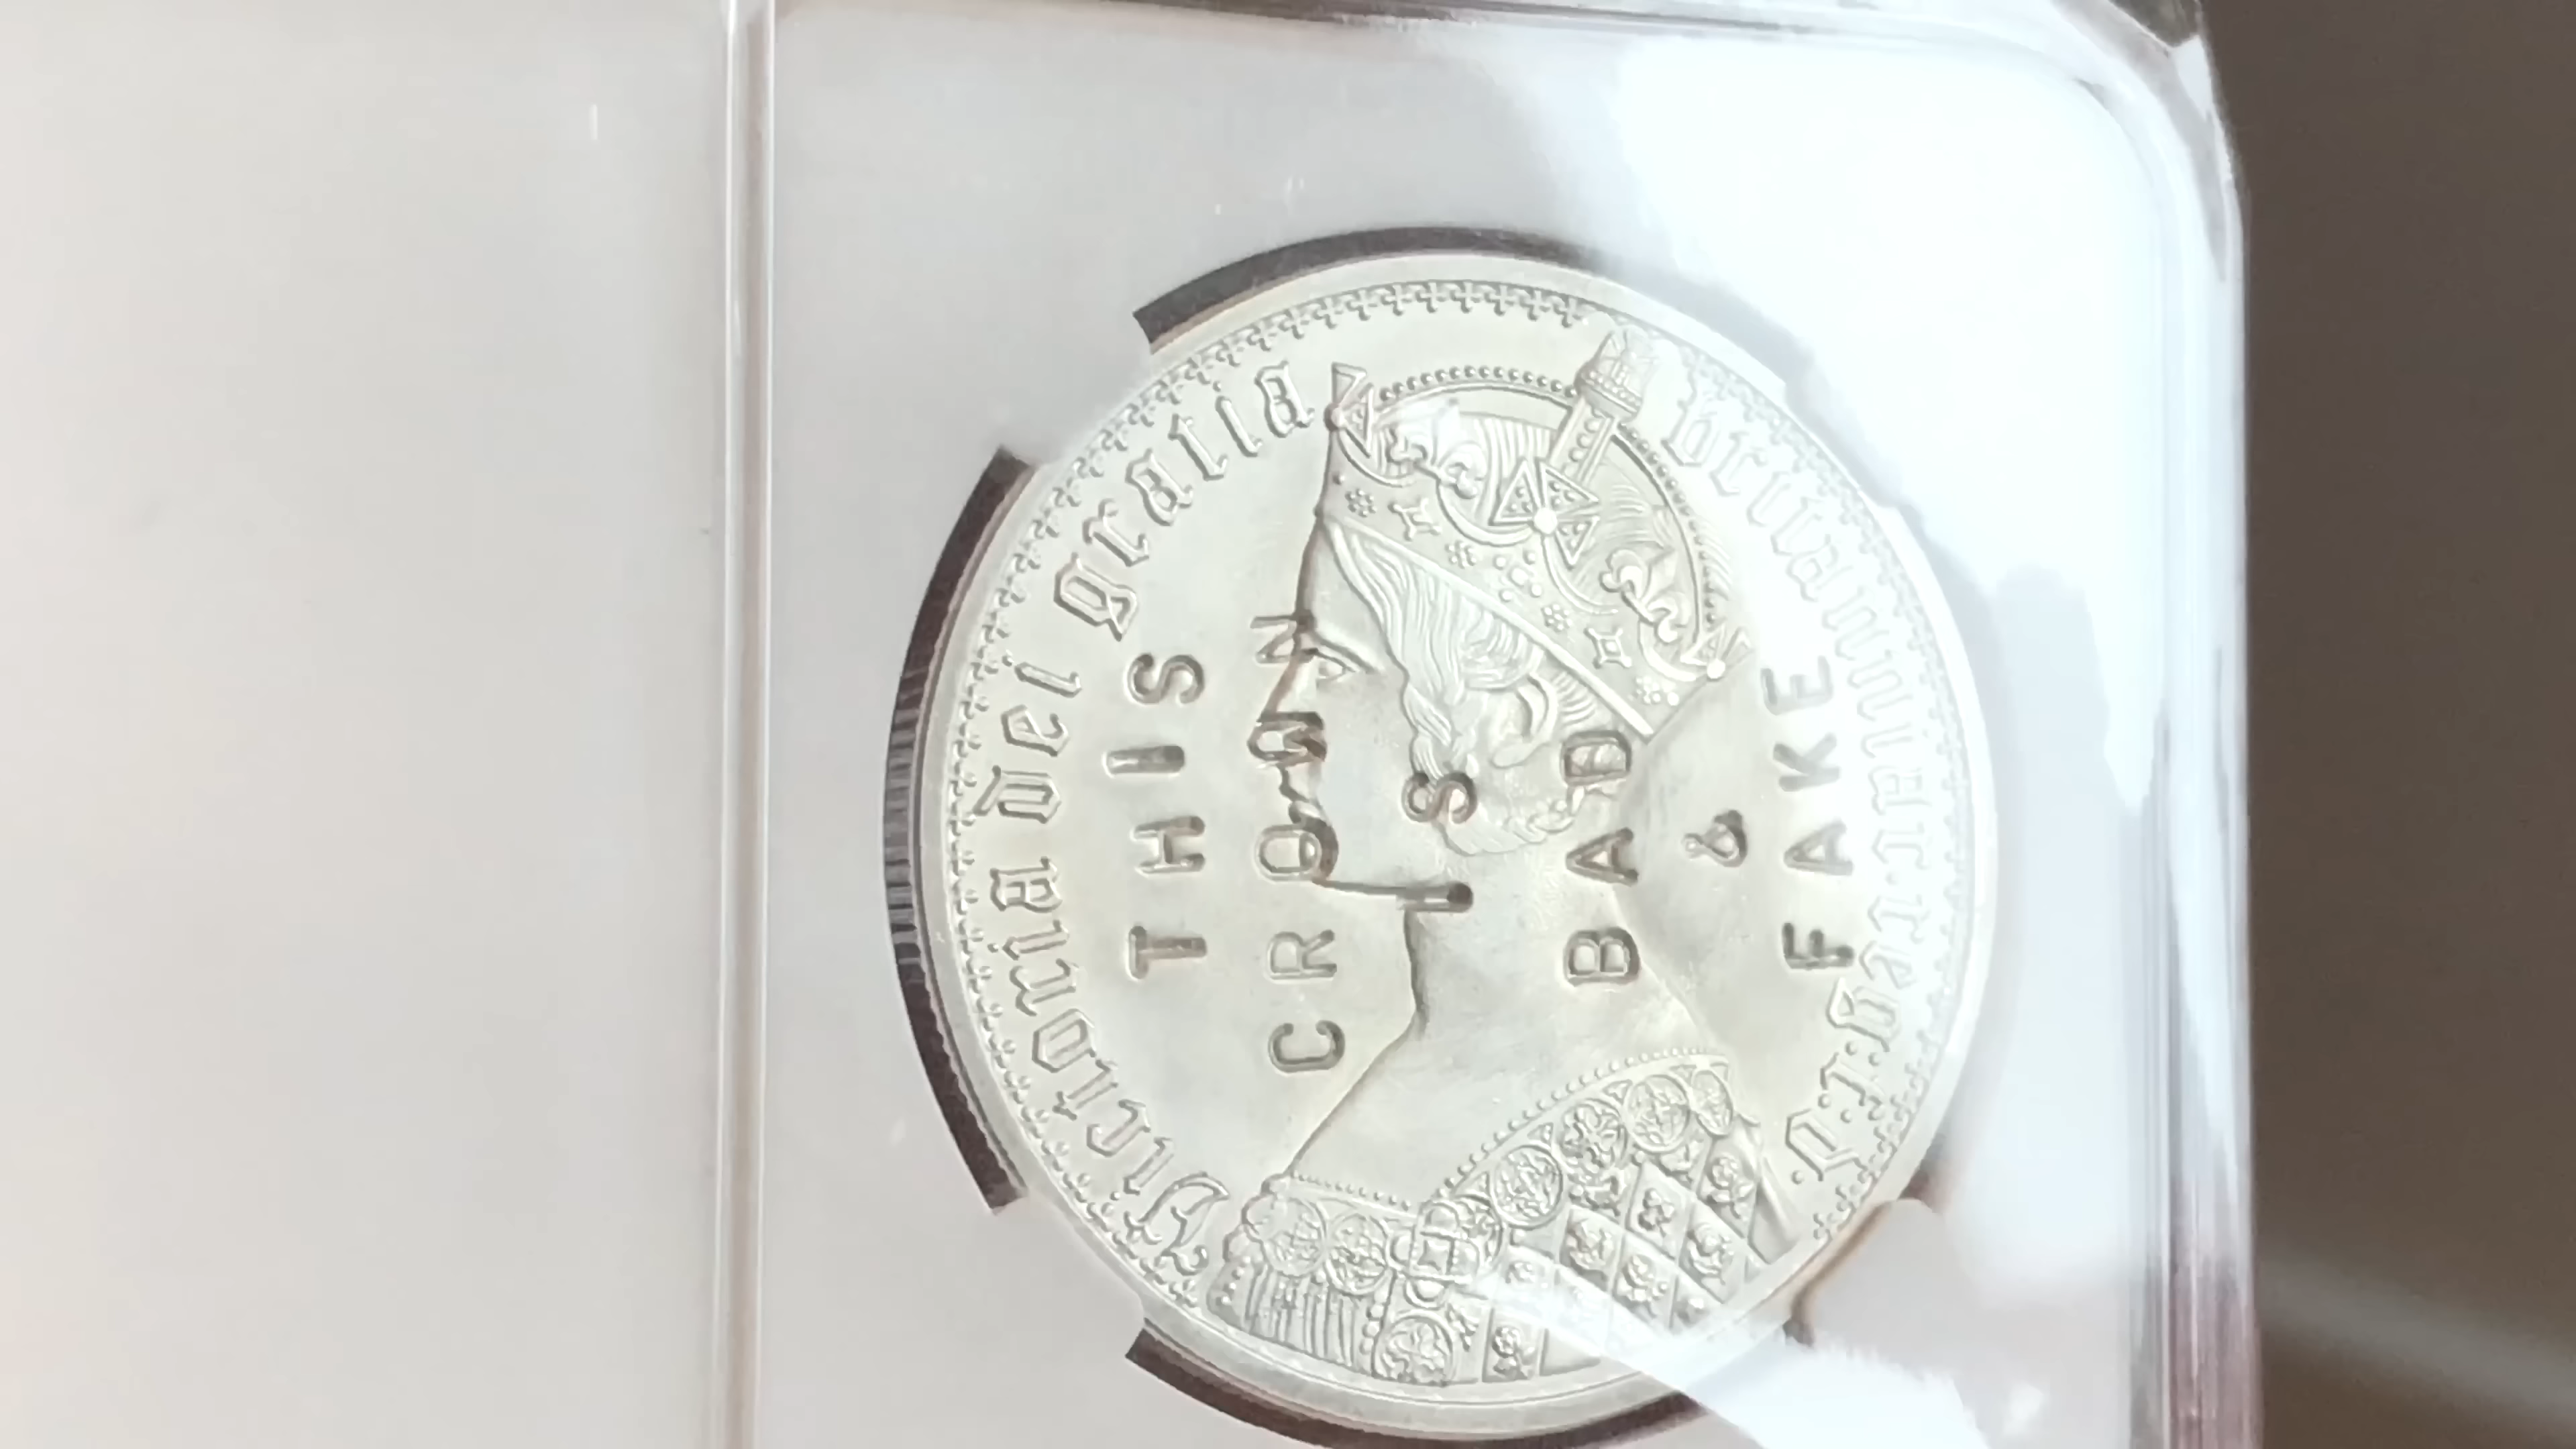 Victoria dei gratia
britanniar: reg: f: d:
THIS
CROWN
IS
BAD
&
FAKE